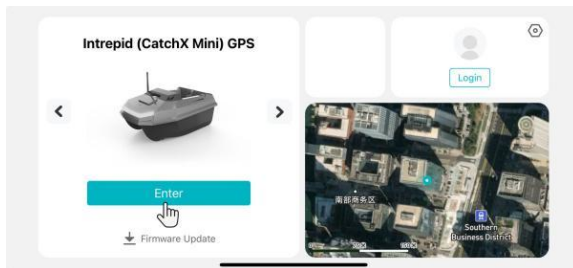 Intrepid (CatchX Mini) GPS
Enter
Firmware Update
Login
南部商务区
Southern
Business District